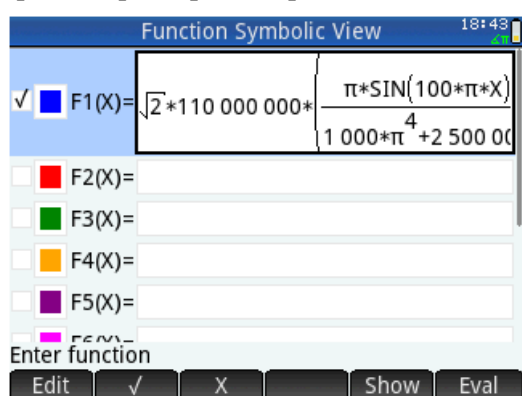 Function Symbolic View 18:43
∡π
√ F1(X)= √2*110 000 000*( π*SIN(100*π*X)
1 000*π^4+2 500 00
F2(X)=
F3(X)=
F4(X)=
F5(X)=
Enter function
Edit √ X Show Eval